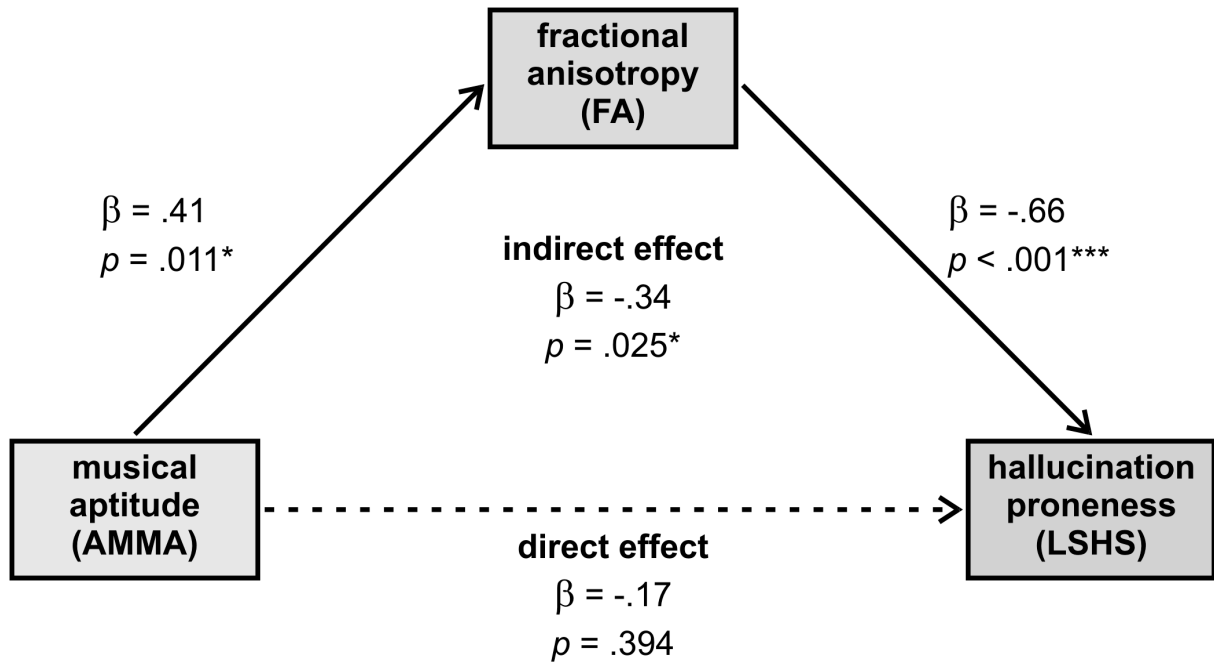 fractional
anisotropy
(FA)
β = .41
p = .011*
β = -.66
p < .001***
indirect effect
β = -.34
p = .025*
musical
aptitude
(AMMA)
hallucination
proneness
(LSHS)
direct effect
β = -.17
p = .394